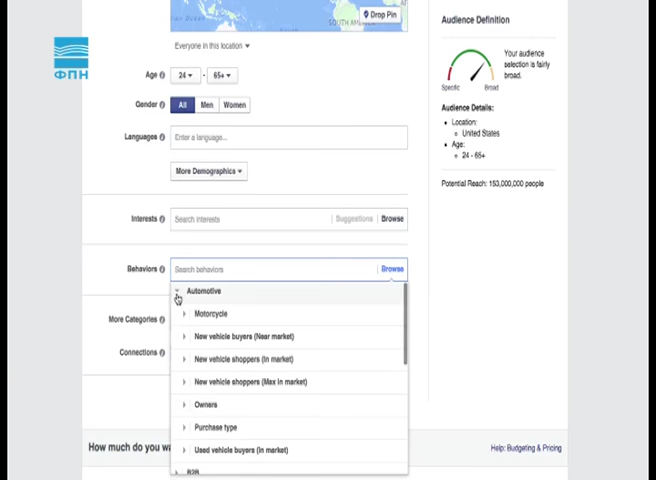 SOUTH AMERICA
Drop Pin
ФПН
Everyone in this location
Age
24 - 65+
Gender
All Men Women
Languages
Enter a language...
More Demographics
Interests
Search interests
Suggestions
Browse
Behaviors
Search behaviors
Browse
Automotive
Motorcycle
New vehicle buyers (Near market)
New vehicle shoppers (In market)
New vehicle shoppers (Max in market)
Owners
Purchase type
Used vehicle buyers (In market)
B2B
More Categories
Connections
How much do you
Help: Budgeting & Pricing
Audience Definition
Your audience
selection is fairly
broad.
Specific
Broad
Audience Details:
Location:
United States
Age:
24 - 65+
Potential Reach: 153,000,000 people